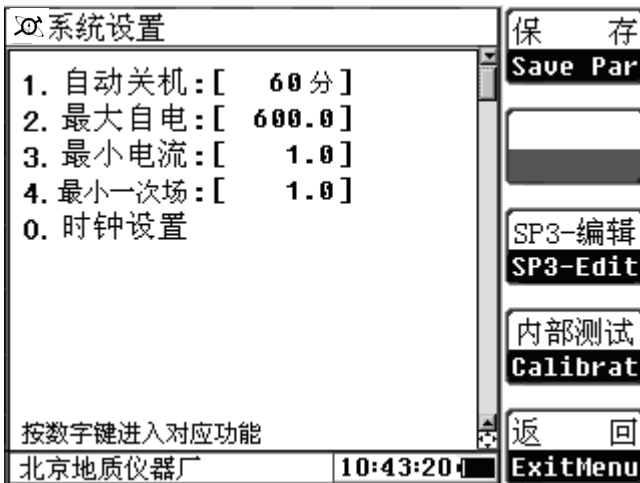 系统设置
1. 自动关机:[ 60分]
2. 最大自电:[ 600.0]
3. 最小电流:[ 1.0]
4. 最小一次场:[ 1.0]
0. 时钟设置
按数字键进入对应功能
北京地质仪器厂 10:43:20
保 存
Save Par
SP3-编辑
SP3-Edit
内部测试
Calibrat
返 回
ExitMenu